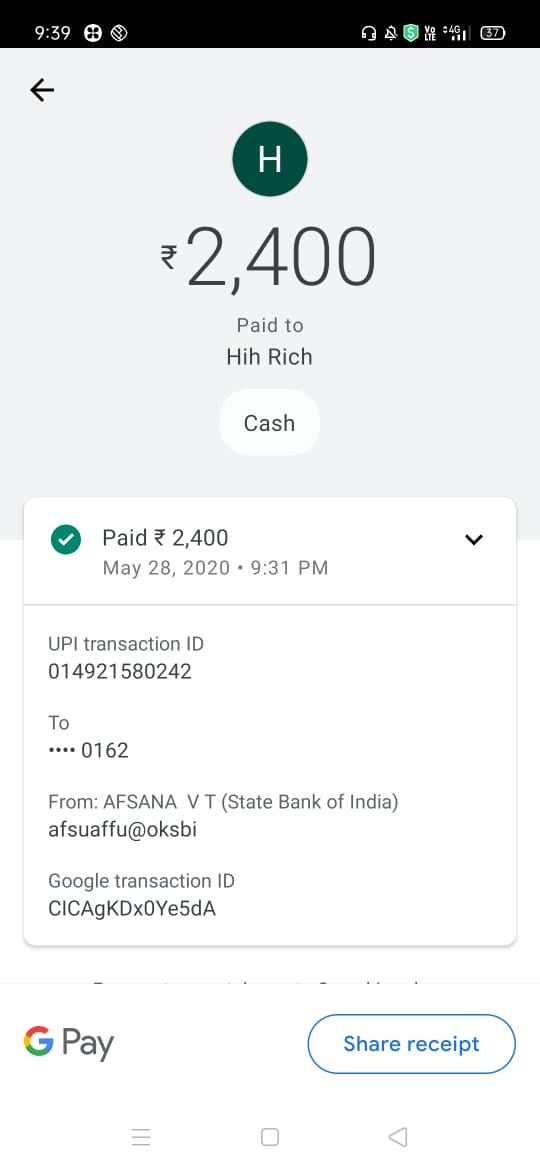 9:39
Vo LTE 4G 37
H
₹2,400
Paid to
Hih Rich
Cash
Paid ₹ 2,400
May 28, 2020 • 9:31 PM
UPI transaction ID
014921580242
To
•••• 0162
From: AFSANA V T (State Bank of India)
afsuaffu@oksbi
Google transaction ID
CICAgKDx0Ye5dA
G Pay
Share receipt